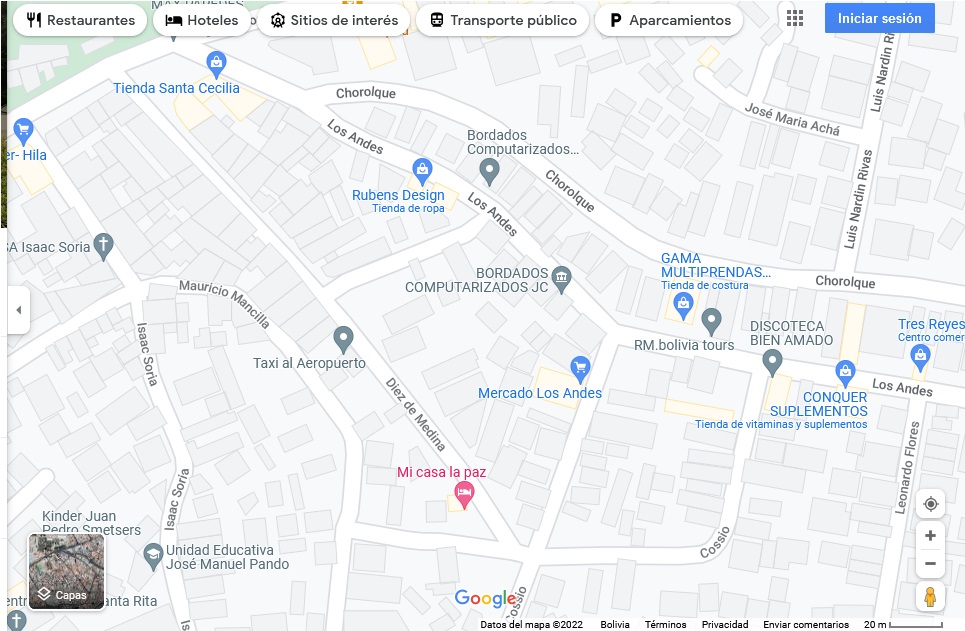 Restaurantes
Hoteles
Sitios de interés
Transporte público
Aparcamientos
Iniciar sesión
Tienda Santa Cecilia
Chorolque
Los Andes
Luis Nardín
José Maria Achá
er- Hila
Bordados
Computarizados...
Rubens Design
Tienda de ropa
Chorolque
Los Andes
Luis Nardín Rivas
SA Isaac Soria
BORDADOS
COMPUTARIZADOS JC
GAMA
MULTIPRENDAS...
Tienda de costura
Chorolque
Mauricio Mancilla
Isaac Soria
Taxi al Aeropuerto
RM.bolivia tours
DISCOTECA
BIEN AMADO
Tres Reyes
Centro comer
Diez de Medina
Mercado Los Andes
Los Andes
CONQUER
SUPLEMENTOS
Tienda de vitaminas y suplementos
Leonardo Flores
Mi casa la paz
Isaac Soria
Kinder Juan
Pedro Smetsers
Unidad Educativa
José Manuel Pando
Cossio
Capas
anta Rita
Is
Google
Cossio
Datos del mapa ©2022 Bolivia Términos Privacidad Enviar comentarios 20 m